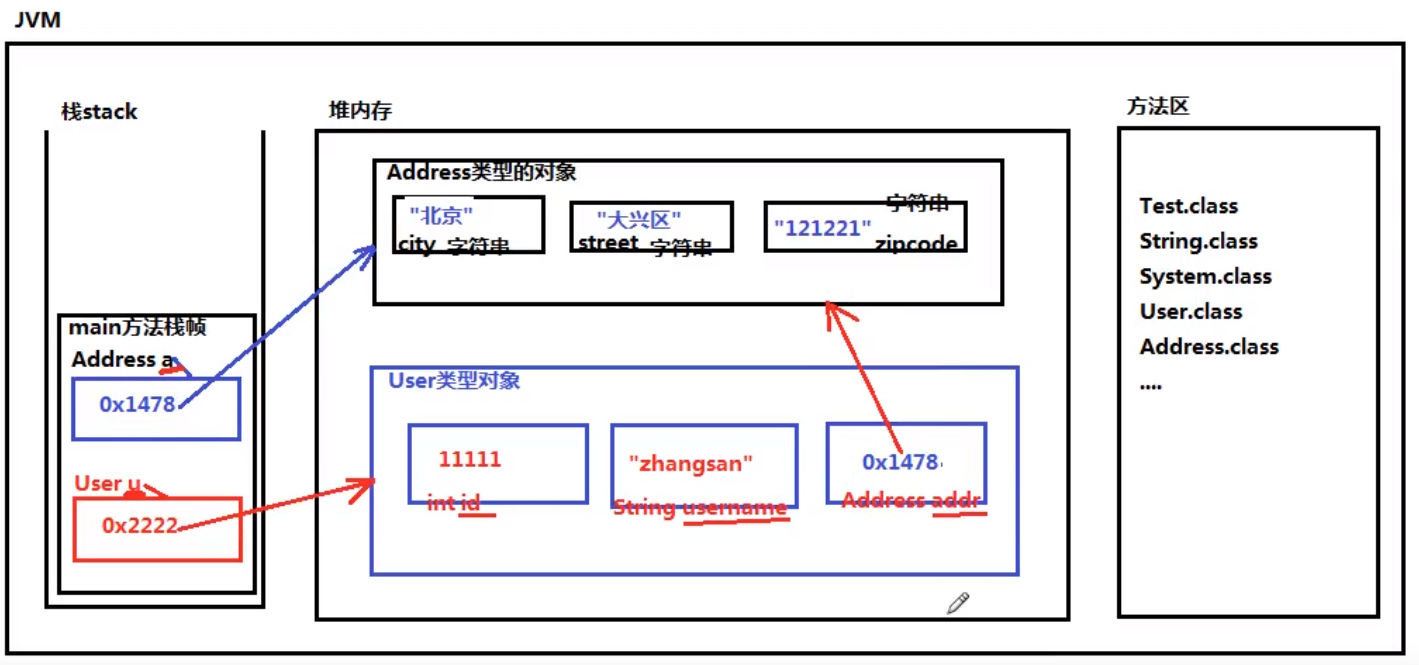 JVM
栈stack
堆内存
方法区
Address类型的对象
"北京"
city 字符串
"大兴区"
street 字符串
字符串
"121221"
zipcode
main方法栈帧
Address a
0x1478
User u
0x2222
User类型对象
11111
int id
"zhangsan"
String username
0x1478
Address addr
Test.class
String.class
System.class
User.class
Address.class
....